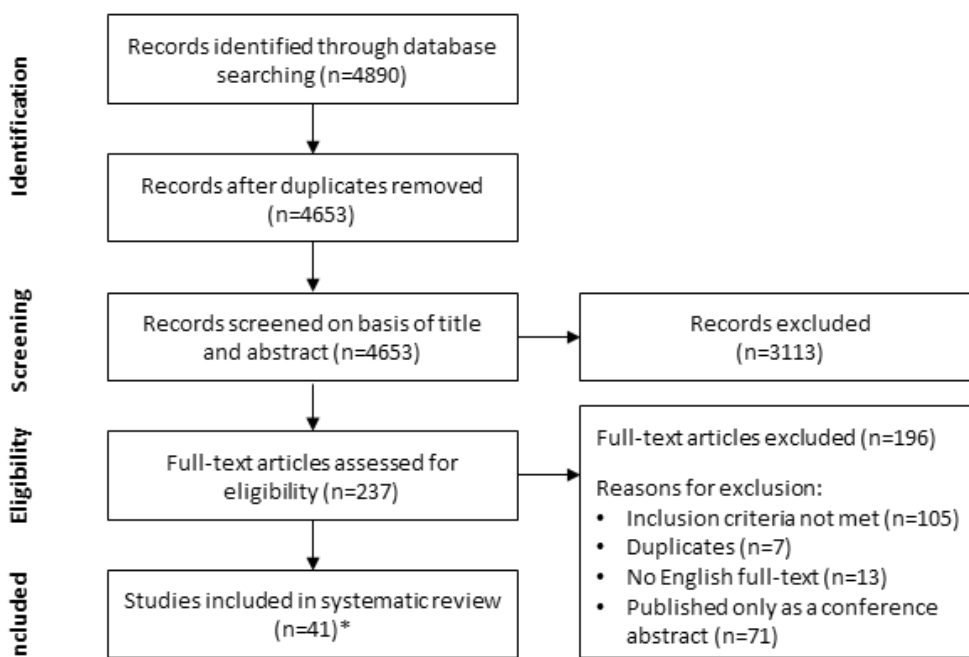 Identification
Records identified through database
searching (n=4890)
Records after duplicates removed
(n=4653)
Screening
Records screened on basis of title
and abstract (n=4653)
Records excluded
(n=3113)
Eligibility
Full-text articles assessed for
eligibility (n=237)
Full-text articles excluded (n=196)
Reasons for exclusion:
• Inclusion criteria not met (n=105)
• Duplicates (n=7)
• No English full-text (n=13)
• Published only as a conference
abstract (n=71)
Included
Studies included in systematic review
(n=41)*